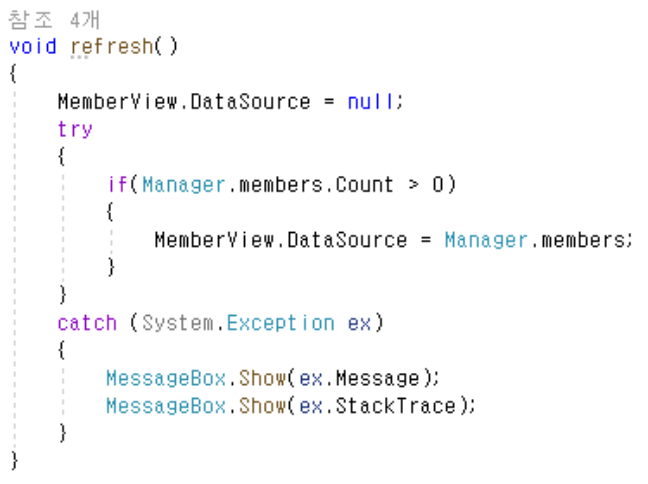 참조 4개
void refresh()
{
    MemberView.DataSource = null;
    try
    {
        if(Manager.members.Count > 0)
        {
            MemberView.DataSource = Manager.members;
        }
    }
    catch (System.Exception ex)
    {
        MessageBox.Show(ex.Message);
        MessageBox.Show(ex.StackTrace);
    }
}